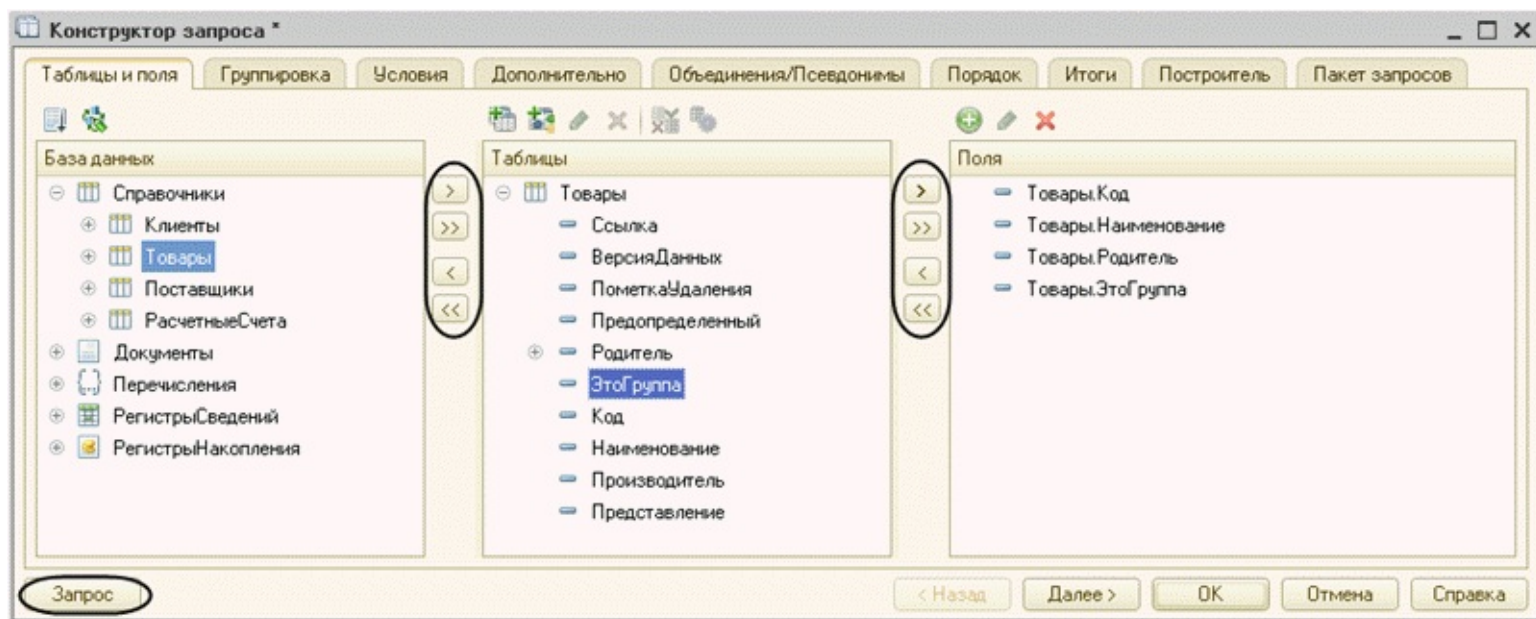 Конструктор запроса *
Таблицы и поля Группировка Условия Дополнительно Объединения/Псевдонимы Порядок Итоги Построитель Пакет запросов
База данных
Справочники
Клиенты
Товары
Поставщики
РасчетныеСчета
Документы
Перечисления
РегистрыСведений
РегистрыНакопления
> 
>>
<
<<
Таблицы
Товары
Ссылка
ВерсияДанных
ПометкаУдаления
Предопределенный
Родитель
ЭтоГруппа
Код
Наименование
Производитель
Представление
>
>>
<
<<
Поля
Товары.Код
Товары.Наименование
Товары.Родитель
Товары.ЭтоГруппа
Запрос < Назад Далее > ОК Отмена Справка